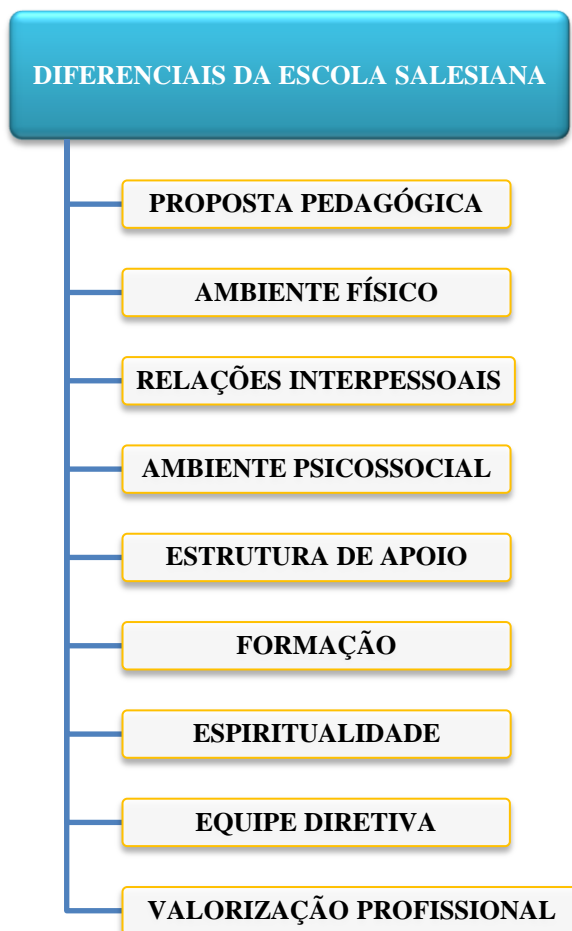 DIFERENCIAIS DA ESCOLA SALESIANA
PROPOSTA PEDAGÓGICA
AMBIENTE FÍSICO
RELAÇÕES INTERPESSOAIS
AMBIENTE PSICOSSOCIAL
ESTRUTURA DE APOIO
FORMAÇÃO
ESPIRITUALIDADE
EQUIPE DIRETIVA
VALORIZAÇÃO PROFISSIONAL